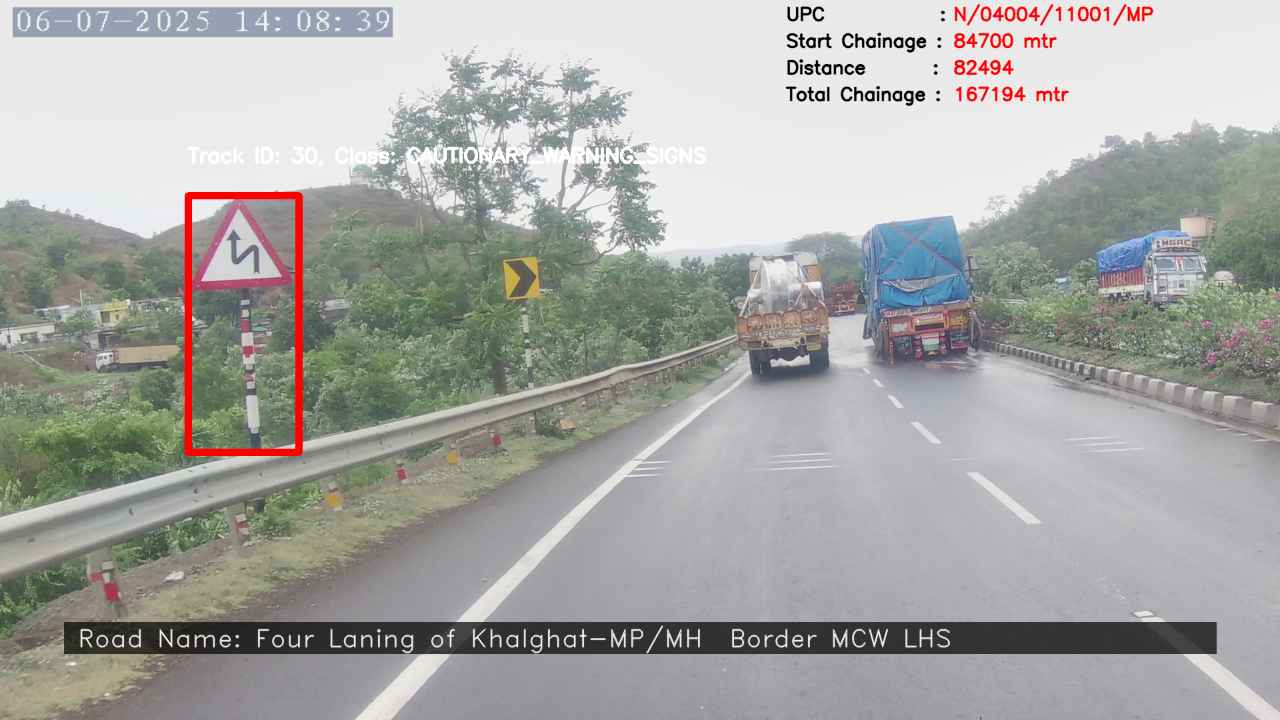 06-07-2025 14:08:39
UPC : N/04004/11001/MP
Start Chainage : 84700 mtr
Distance : 82494
Total Chainage : 167194 mtr
Track ID: 30, Class: CAUTIONARY_WARNING_SIGNS
Road Name: Four Laning of Khalghat-MP/MH Border MCW LHS